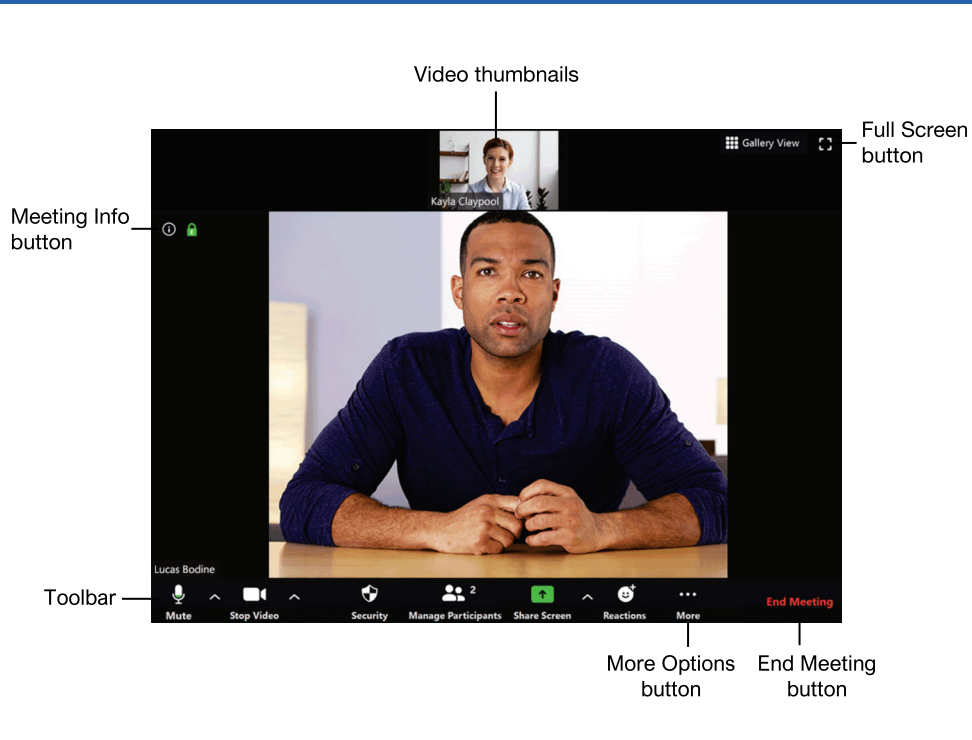 Video thumbnails
Full Screen
button
Gallery View
Kayla Claypool
Meeting Info
button
Lucas Bodine
Toolbar
2
Mute
Stop Video
Security
Manage Participants
Share Screen
Reactions
More
End Meeting
More Options
button
End Meeting
button